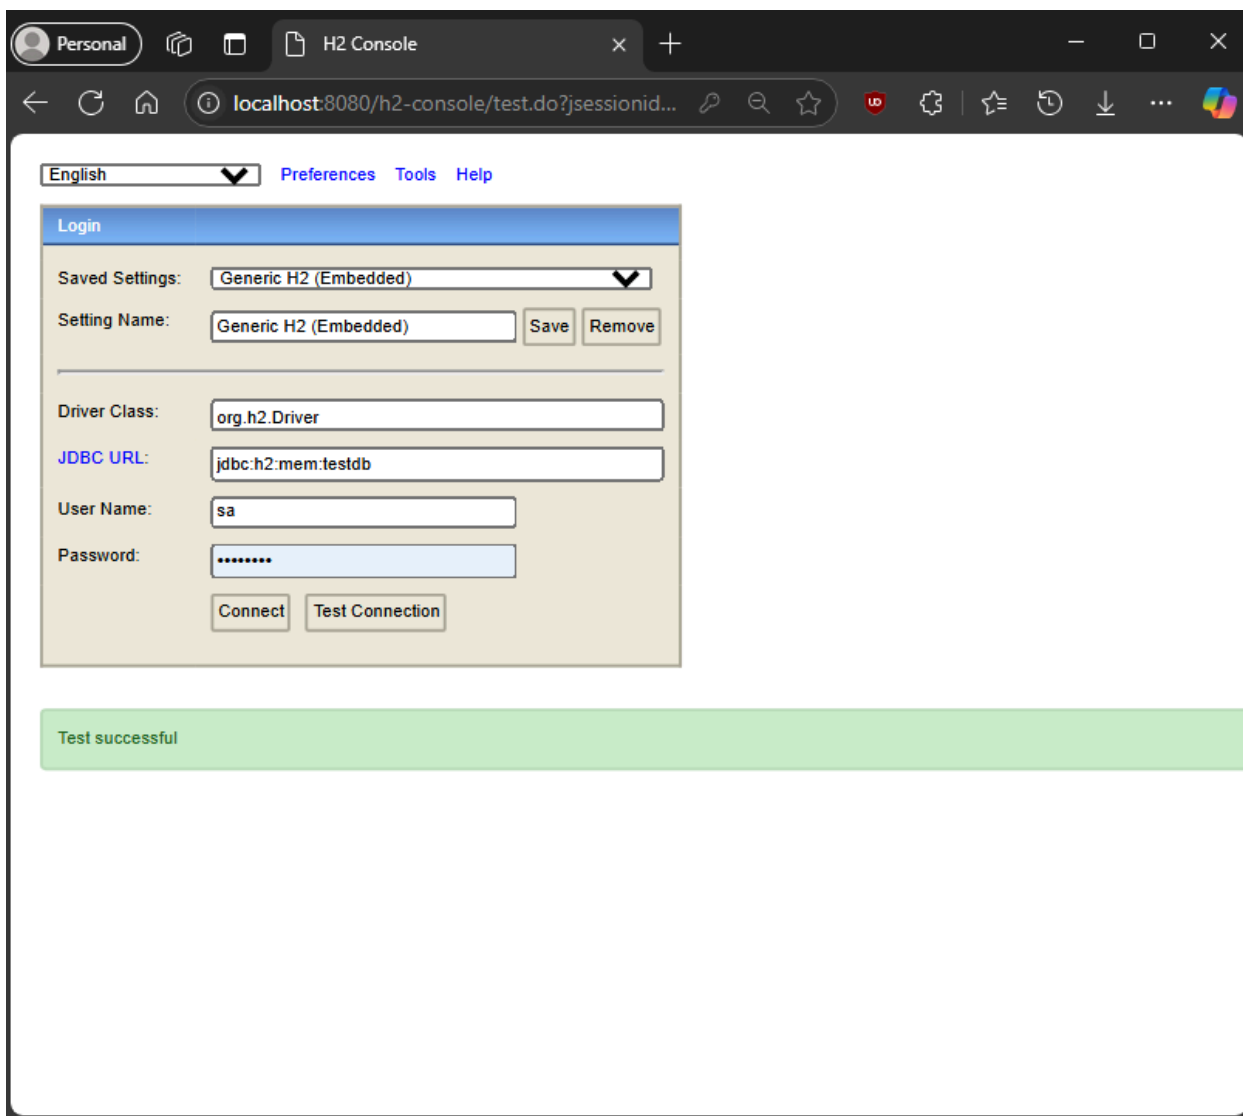 Personal
H2 Console
localhost:8080/h2-console/test.do?jsessionid...
UD
English Preferences Tools Help
Login
Saved Settings: Generic H2 (Embedded)
Setting Name: Generic H2 (Embedded) Save Remove
Driver Class: org.h2.Driver
JDBC URL: jdbc:h2:mem:testdb
User Name: sa
Password: ••••••••
Connect Test Connection
Test successful